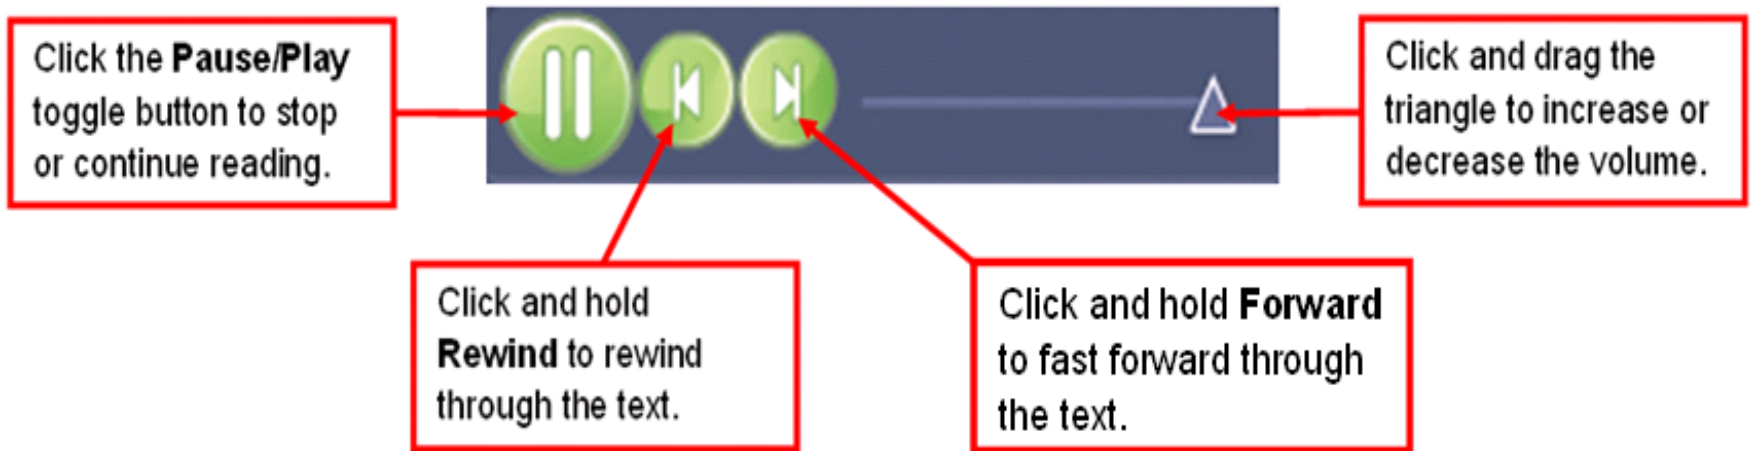 Click the Pause/Play
toggle button to stop
or continue reading.
Click and drag the
triangle to increase or
decrease the volume.
Click and hold
Rewind to rewind
through the text.
Click and hold Forward
to fast forward through
the text.